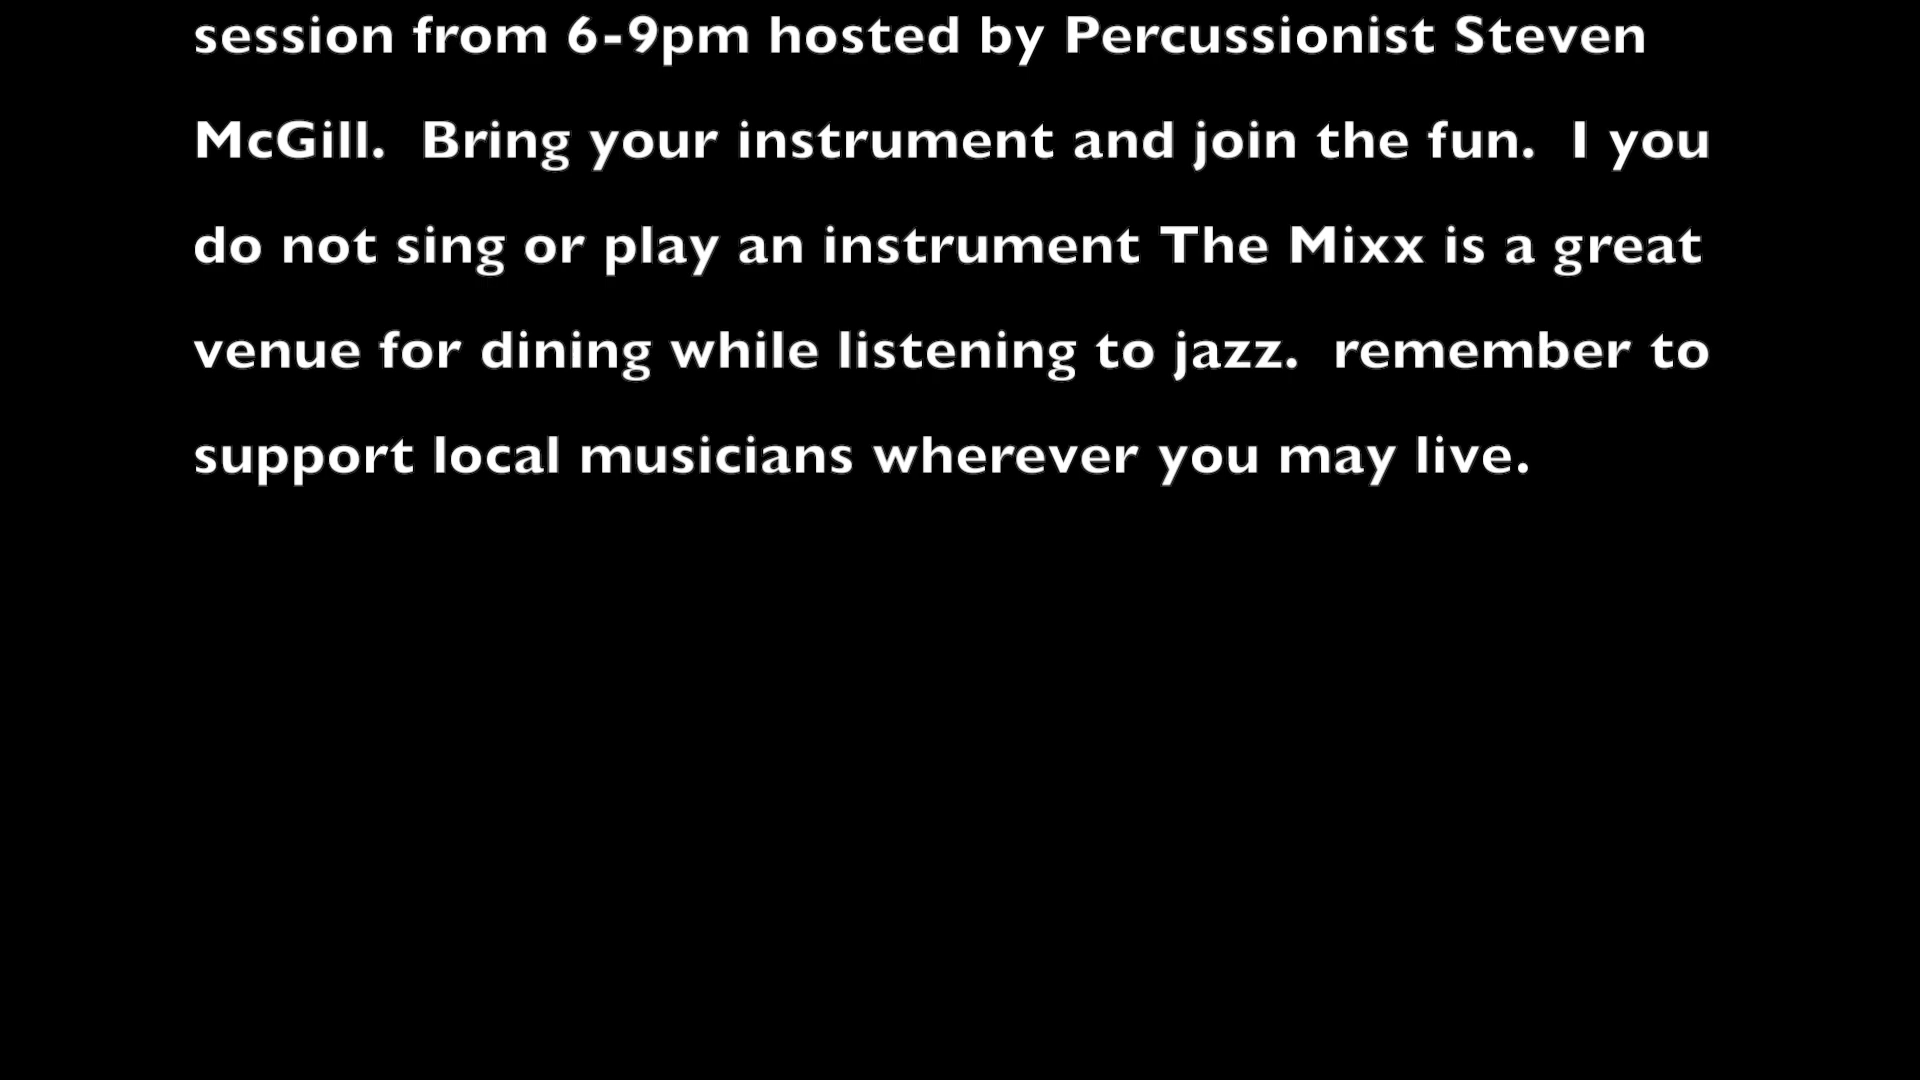 session from 6-9pm hosted by Percussionist Steven
McGill.  Bring your instrument and join the fun.  I you
do not sing or play an instrument The Mixx is a great
venue for dining while listening to jazz.  remember to
support local musicians wherever you may live.